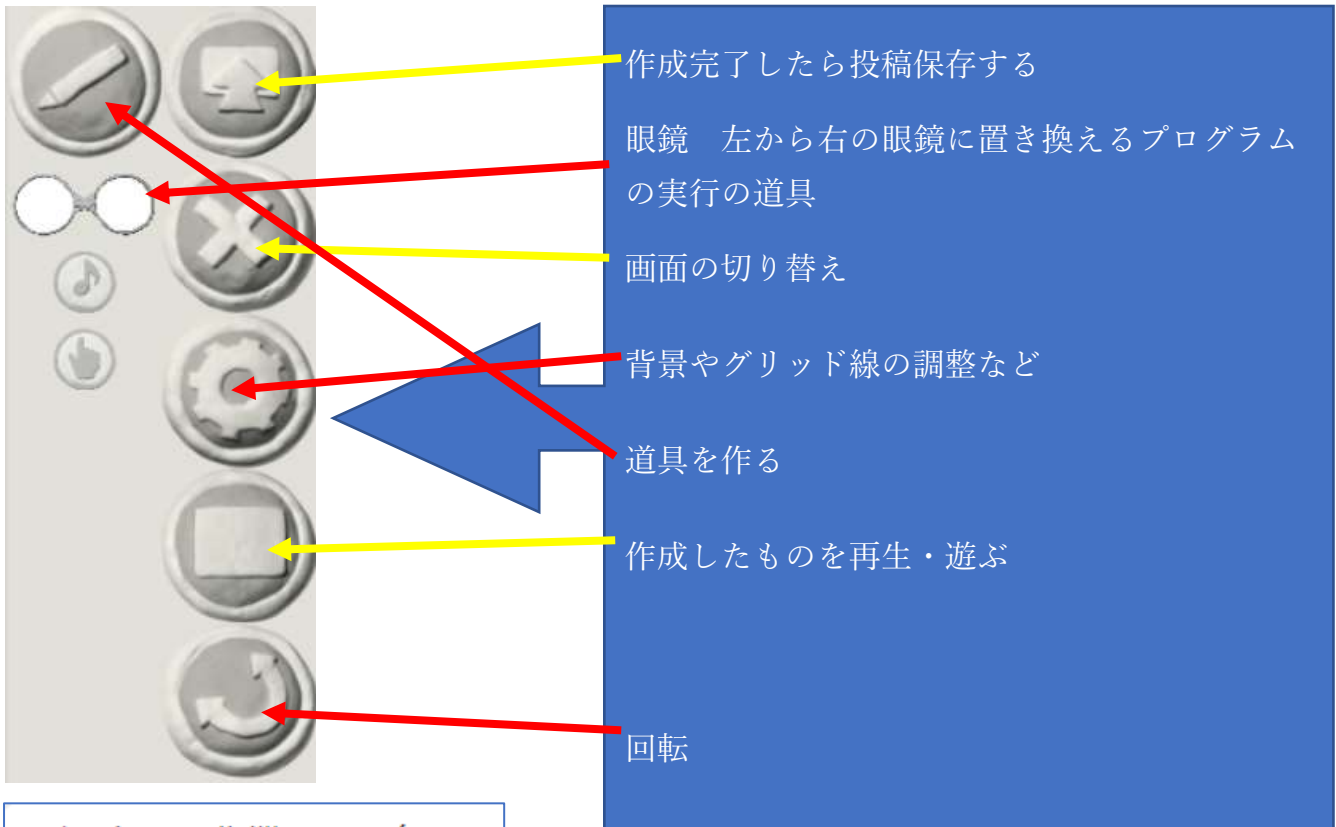 作成完了したら投稿保存する
眼鏡　左から右の眼鏡に置き換えるプログラム
の実行の道具
画面の切り替え
背景やグリッド線の調整など
道具を作る
作成したものを再生・遊ぶ
回転